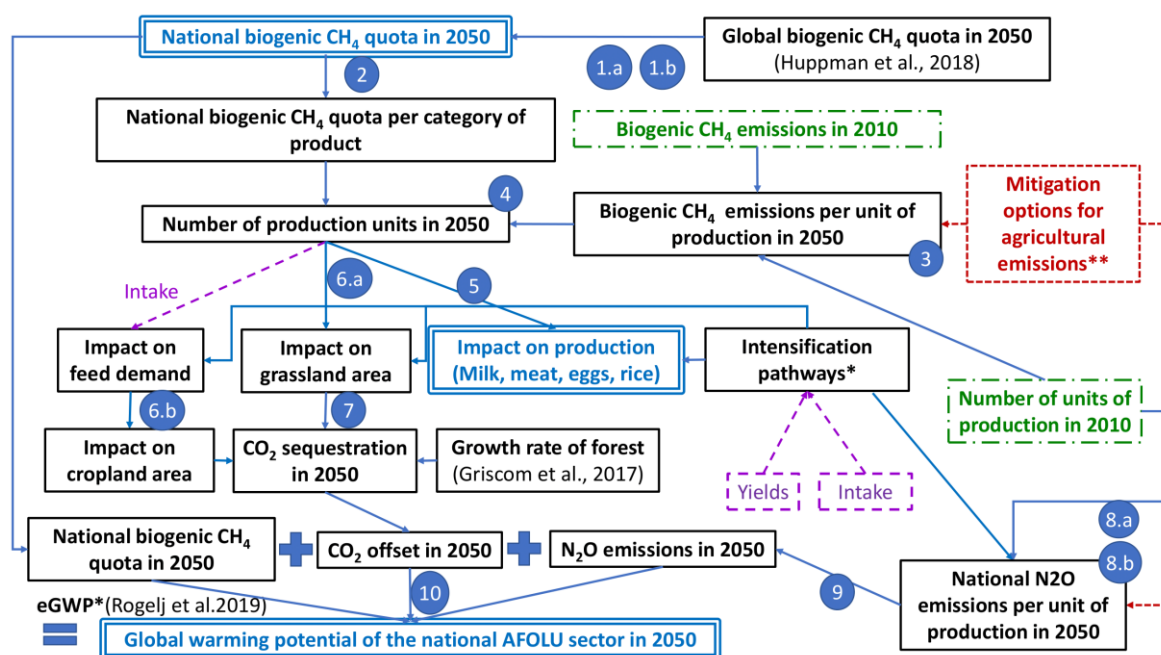 National biogenic CH₄ quota in 2050
Global biogenic CH₄ quota in 2050
(Huppman et al., 2018)
1.a
1.b
2
National biogenic CH₄ quota per category of
product
Biogenic CH₄ emissions in 2010
4
Number of production units in 2050
Biogenic CH₄ emissions per unit of
production in 2050
3
Mitigation
options for
agricultural
emissions**
Intake
6.a
5
Impact on
feed demand
Impact on
grassland area
Impact on production
(Milk, meat, eggs, rice)
Intensification
pathways*
Number of units of
production in 2010
6.b
7
Impact on
cropland area
CO₂ sequestration
in 2050
Growth rate of forest
(Griscom et al., 2017)
Yields
Intake
8.a
8.b
National biogenic CH₄
quota in 2050
CO₂ offset in 2050
N₂O emissions in 2050
9
National N2O
emissions per unit of
production in 2050
10
eGWP*(Rogelj et al.2019)
Global warming potential of the national AFOLU sector in 2050